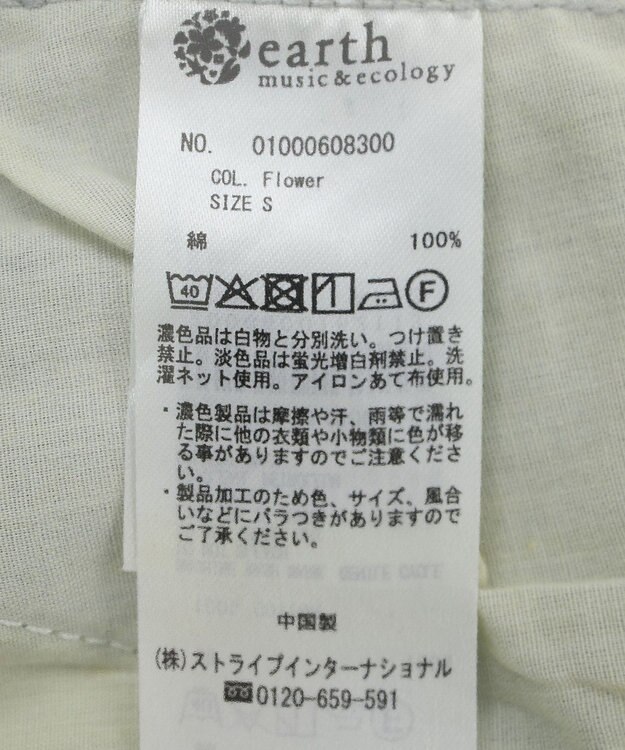 earth
music&ecology
NO. 01000608300
COL. Flower
SIZE S
綿 100%
40 F
濃色品は白物と分別洗い。つけ置き
禁止。淡色品は蛍光増白剤禁止。洗
濯ネット使用。アイロンあて布使用。
・濃色製品は摩擦や汗、雨等で濡れ
た際に他の衣類や小物類に色が移
る事がありますのでご注意くださ
い。
・製品加工のため色、サイズ、風合
いなどにバラつきがありますので
ご了承ください。
中国製
(株)ストライプインターナショナル
0120-659-591